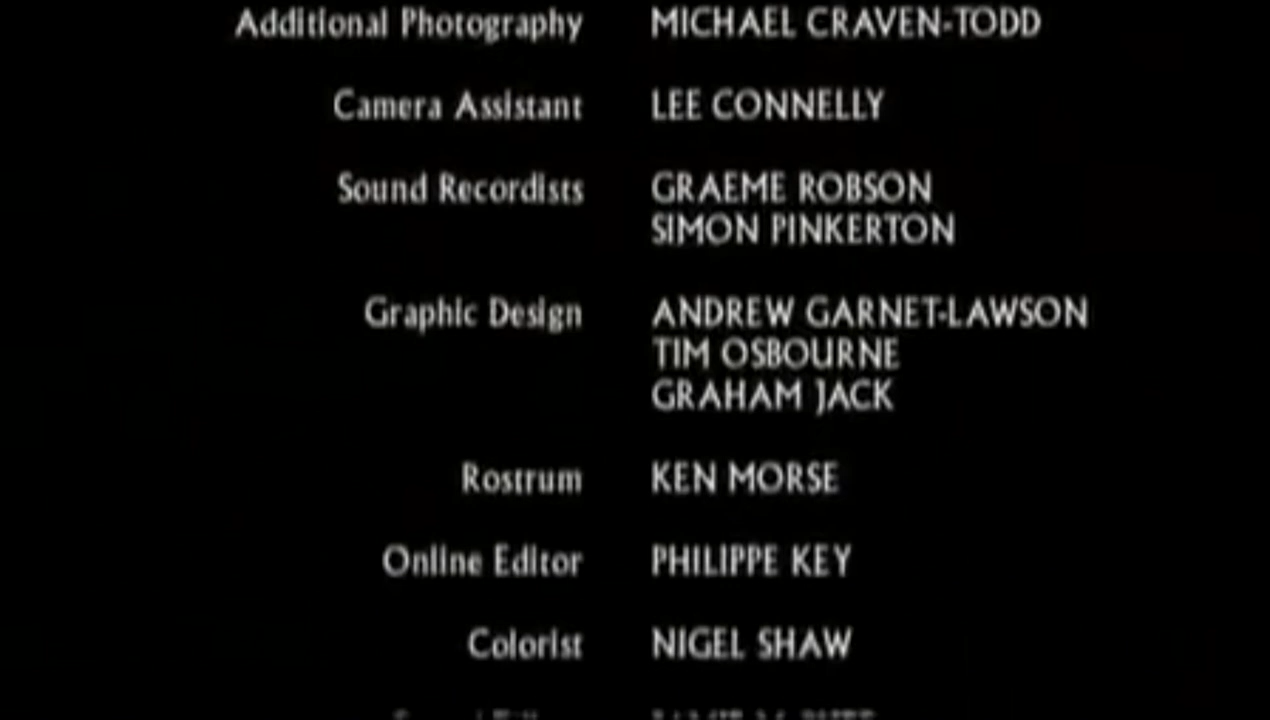 Additional Photography MICHAEL CRAVEN-TODD
Camera Assistant LEE CONNELLY
Sound Recordists GRAEME ROBSON
SIMON PINKERTON
Graphic Design ANDREW GARNET-LAWSON
TIM OSBOURNE
GRAHAM JACK
Rostrum KEN MORSE
Online Editor PHILIPPE KEY
Colorist NIGEL SHAW